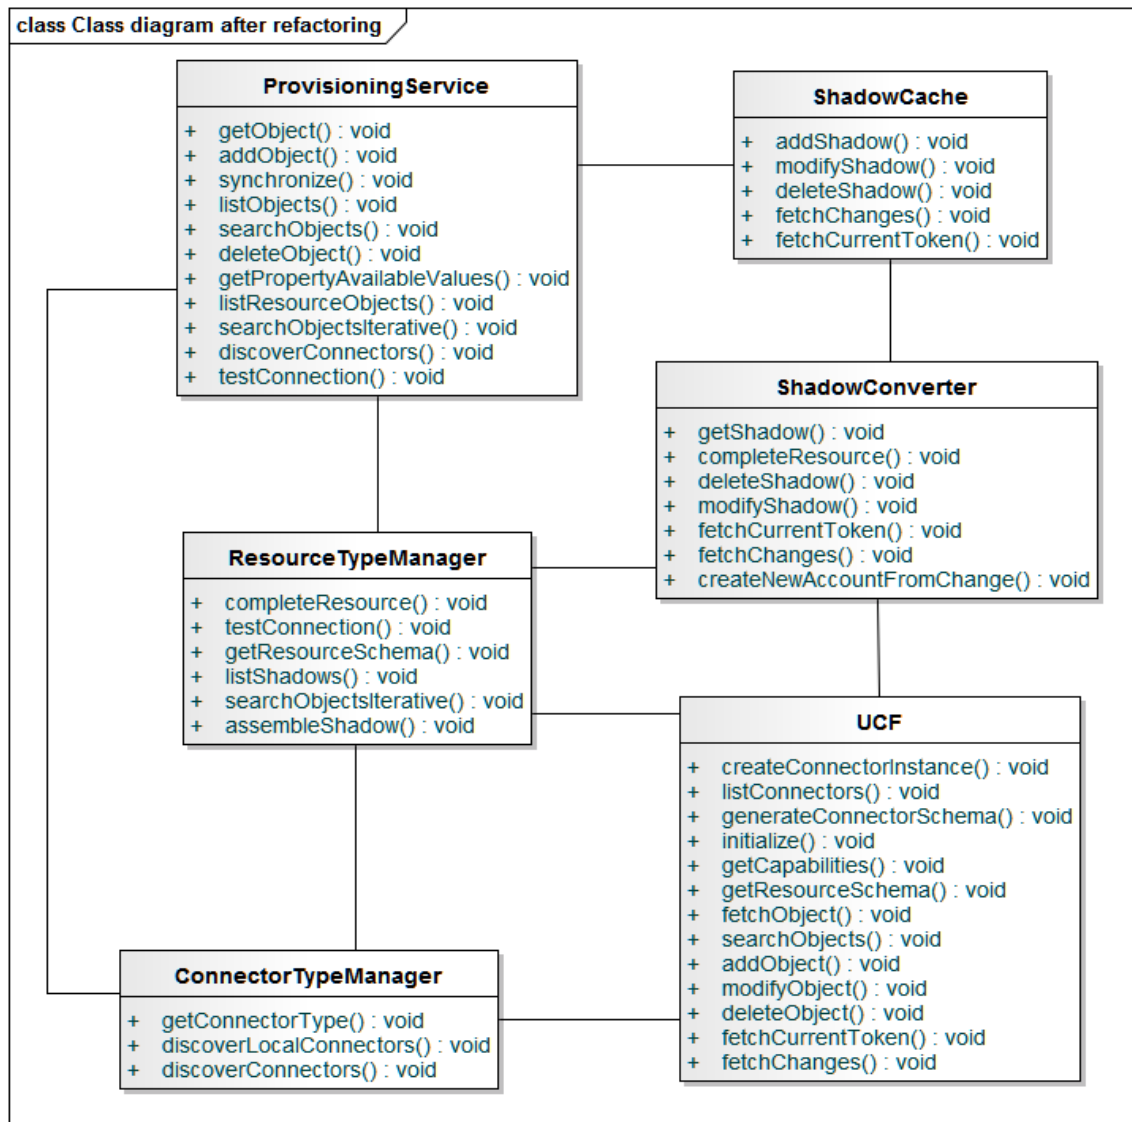 class Class diagram after refactoring
ProvisioningService
+ getObject() : void
+ addObject() : void
+ synchronize() : void
+ listObjects() : void
+ searchObjects() : void
+ deleteObject() : void
+ getPropertyAvailableValues() : void
+ listResourceObjects() : void
+ searchObjectsIterative() : void
+ discoverConnectors() : void
+ testConnection() : void
ShadowCache
+ addShadow() : void
+ modifyShadow() : void
+ deleteShadow() : void
+ fetchChanges() : void
+ fetchCurrentToken() : void
ShadowConverter
+ getShadow() : void
+ completeResource() : void
+ deleteShadow() : void
+ modifyShadow() : void
+ fetchCurrentToken() : void
+ fetchChanges() : void
+ createNewAccountFromChange() : void
ResourceTypeManager
+ completeResource() : void
+ testConnection() : void
+ getResourceSchema() : void
+ listShadows() : void
+ searchObjectsIterative() : void
+ assembleShadow() : void
UCF
+ createConnectorInstance() : void
+ listConnectors() : void
+ generateConnectorSchema() : void
+ initialize() : void
+ getCapabilities() : void
+ getResourceSchema() : void
+ fetchObject() : void
+ searchObjects() : void
+ addObject() : void
+ modifyObject() : void
+ deleteObject() : void
+ fetchCurrentToken() : void
+ fetchChanges() : void
ConnectorTypeManager
+ getConnectorType() : void
+ discoverLocalConnectors() : void
+ discoverConnectors() : void